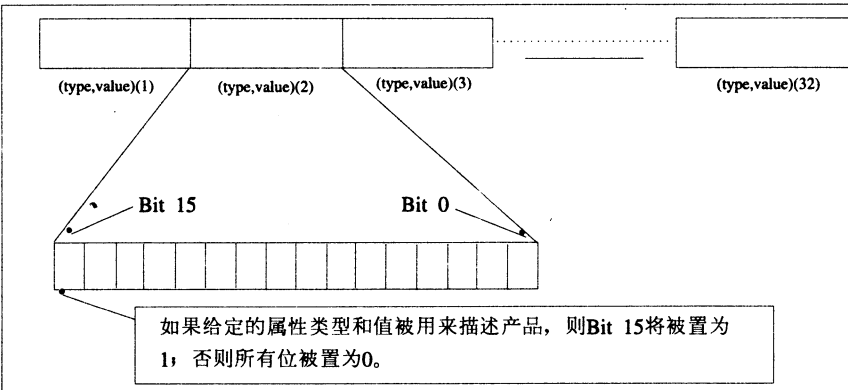 (type,value)(1) (type,value)(2) (type,value)(3) (type,value)(32)
Bit 15 Bit 0
如果给定的属性类型和值被用来描述产品，则Bit 15将被置为
1；否则所有位被置为0。